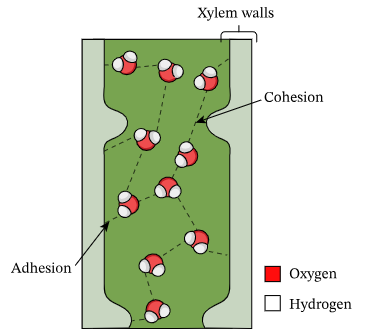 Xylem walls
Cohesion
Adhesion
Oxygen
Hydrogen